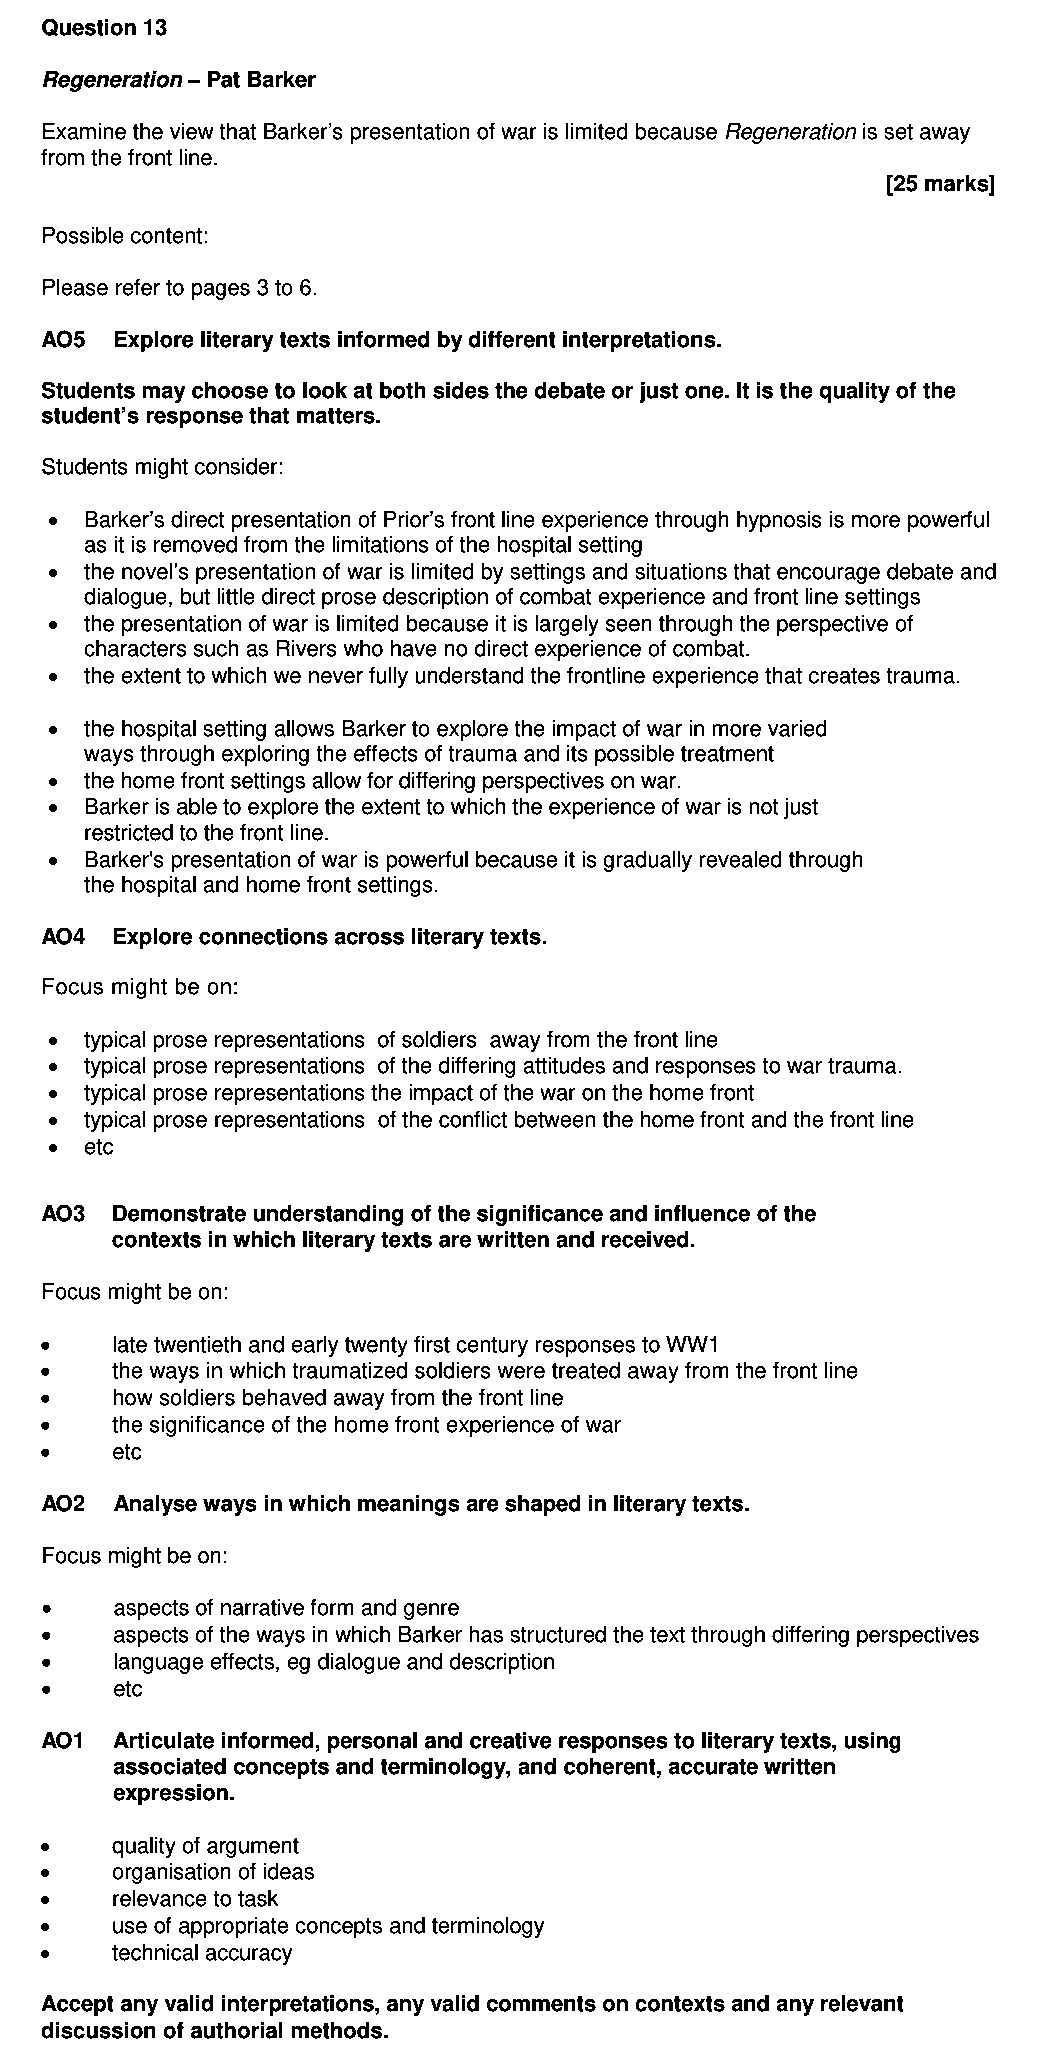 Question 13
Regeneration – Pat Barker
Examine the view that Barker's presentation of war is limited because Regeneration is set away
from the front line.
[25 marks]
Possible content:
Please refer to pages 3 to 6.
AO5 Explore literary texts informed by different interpretations.
Students may choose to look at both sides the debate or just one. It is the quality of the
student's response that matters.
Students might consider:
• Barker's direct presentation of Prior's front line experience through hypnosis is more powerful
as it is removed from the limitations of the hospital setting
• the novel's presentation of war is limited by settings and situations that encourage debate and
dialogue, but little direct prose description of combat experience and front line settings
• the presentation of war is limited because it is largely seen through the perspective of
characters such as Rivers who have no direct experience of combat.
• the extent to which we never fully understand the frontline experience that creates trauma.
• the hospital setting allows Barker to explore the impact of war in more varied
ways through exploring the effects of trauma and its possible treatment
• the home front settings allow for differing perspectives on war.
• Barker is able to explore the extent to which the experience of war is not just
restricted to the front line.
• Barker's presentation of war is powerful because it is gradually revealed through
the hospital and home front settings.
AO4 Explore connections across literary texts.
Focus might be on:
• typical prose representations of soldiers away from the front line
• typical prose representations of the differing attitudes and responses to war trauma.
• typical prose representations the impact of the war on the home front
• typical prose representations of the conflict between the home front and the front line
• etc
AO3 Demonstrate understanding of the significance and influence of the
contexts in which literary texts are written and received.
Focus might be on:
• late twentieth and early twenty first century responses to WW1
• the ways in which traumatized soldiers were treated away from the front line
• how soldiers behaved away from the front line
• the significance of the home front experience of war
• etc
AO2 Analyse ways in which meanings are shaped in literary texts.
Focus might be on:
• aspects of narrative form and genre
• aspects of the ways in which Barker has structured the text through differing perspectives
• language effects, eg dialogue and description
• etc
AO1 Articulate informed, personal and creative responses to literary texts, using
associated concepts and terminology, and coherent, accurate written
expression.
• quality of argument
• organisation of ideas
• relevance to task
• use of appropriate concepts and terminology
• technical accuracy
Accept any valid interpretations, any valid comments on contexts and any relevant
discussion of authorial methods.